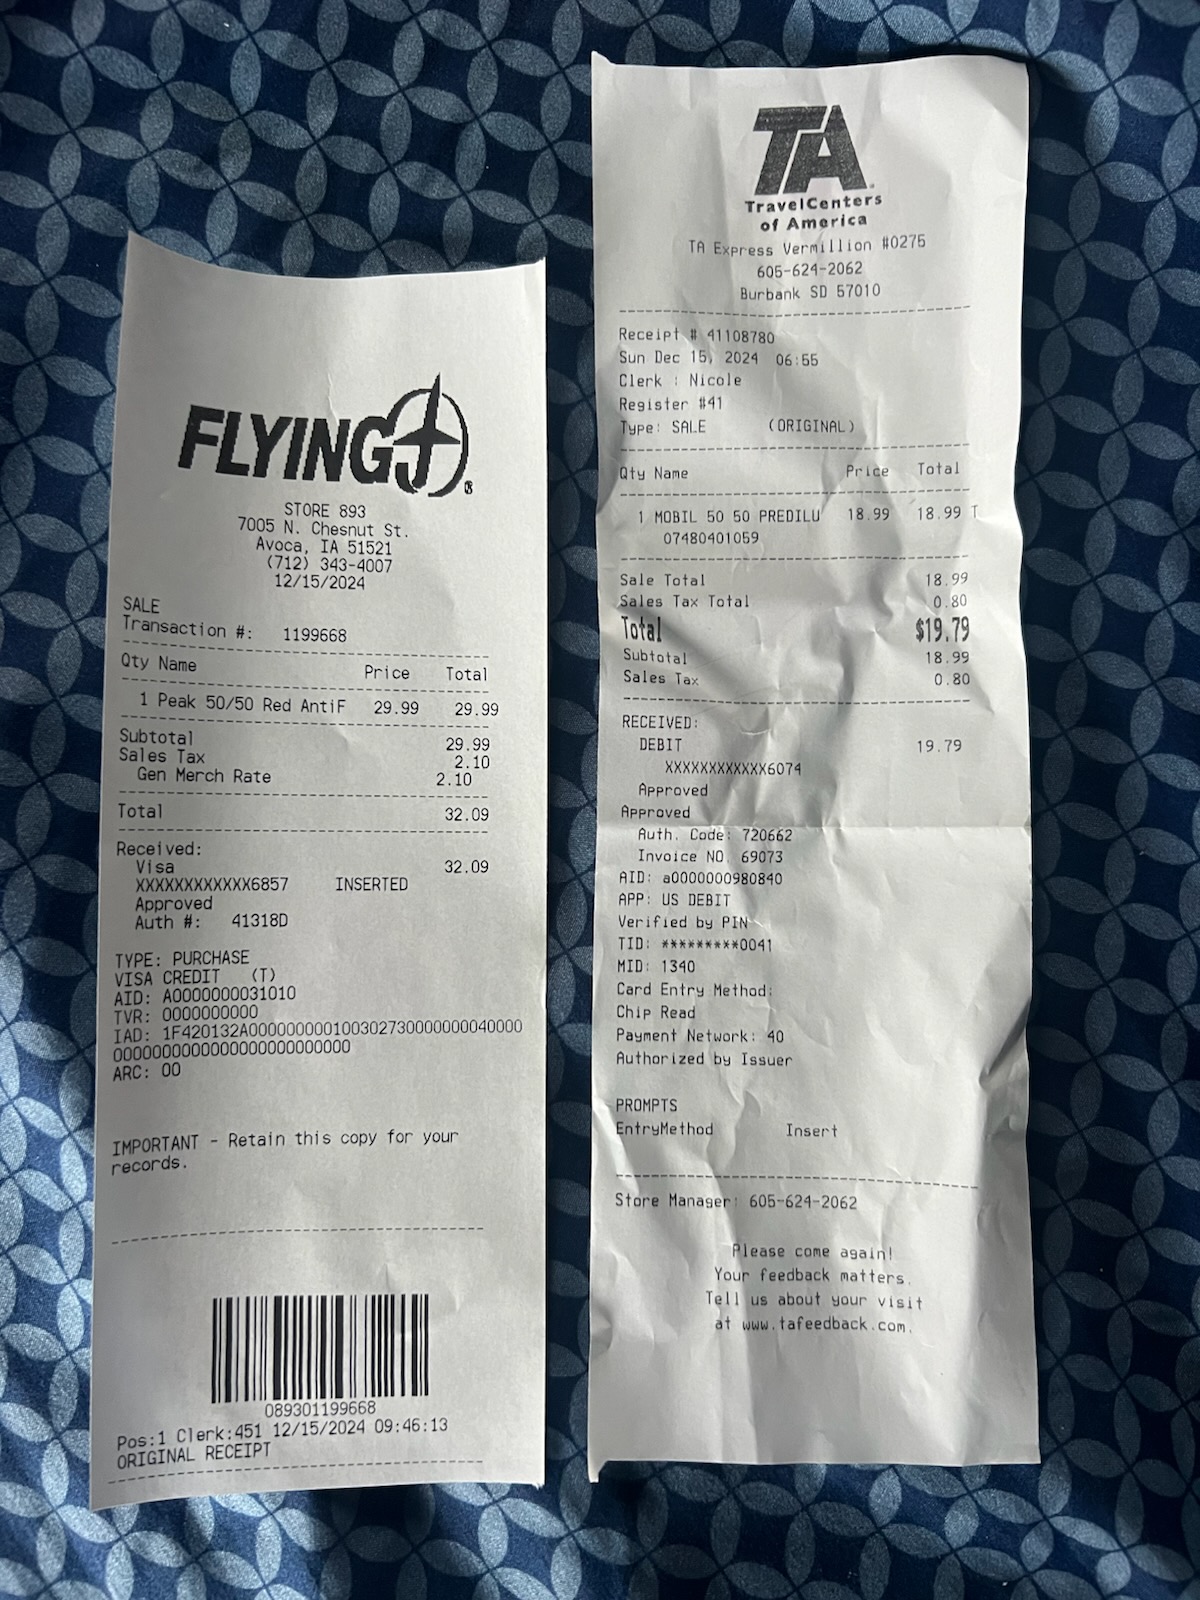 FLYING J
STORE 893
7005 N. Chesnut St.
Avoca, IA 51521
(712) 343-4007
12/15/2024
SALE
Transaction #: 1199668
Qty Name Price Total
1 Peak 50/50 Red AntiF 29.99 29.99
Subtotal 29.99
Sales Tax 2.10
Gen Merch Rate 2.10
Total 32.09
Received:
Visa 32.09
XXXXXXXXXXXX6857 INSERTED
Approved
Auth #: 41318D
TYPE: PURCHASE
VISA CREDIT (T)
AID: A0000000031010
TVR: 0000000000
IAD: 1F420132A000000000100302730000000040000
00000000000000000000000000
ARC: 00
IMPORTANT - Retain this copy for your
records.
089301199668
Pos:1 Clerk:451 12/15/2024 09:46:13
ORIGINAL RECEIPT
TA
TravelCenters
of America
TA Express Vermillion #0275
605-624-2062
Burbank SD 57010
Receipt # 41108780
Sun Dec 15, 2024 06:55
Clerk : Nicole
Register #41
Type: SALE (ORIGINAL)
Qty Name Price Total
1 MOBIL 50 50 PREDILU 18.99 18.99 T
07480401059
Sale Total 18.99
Sales Tax Total 0.80
Total $19.79
Subtotal 18.99
Sales Tax 0.80
RECEIVED:
DEBIT 19.79
XXXXXXXXXXXX6074
Approved
Approved
Auth. Code: 720662
Invoice NO. 69073
AID: a0000000980840
APP: US DEBIT
Verified by PIN
TID: *********0041
MID: 1340
Card Entry Method:
Chip Read
Payment Network: 40
Authorized by Issuer
PROMPTS
EntryMethod Insert
Store Manager: 605-624-2062
Please come again!
Your feedback matters.
Tell us about your visit
at www.tafeedback.com.